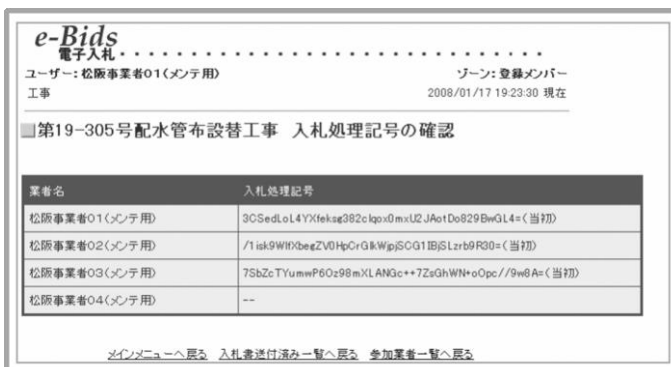 e-Bids
電子入札
ユーザー：松阪事業者01(メンテ用)
ゾーン：登録メンバー
工事
2008/01/17 19:23:30 現在
第19-305号配水管布設替工事 入札処理記号の確認
業者名 入札処理記号
松阪事業者01(メンテ用) 3CSedLoL4YXfeksg382clqox0mxU2JAotDo829BwGL4=(当初)
松阪事業者02(メンテ用) /1isk9WlfXbegZV0HpCrGlkWjpjSCG1IBjSLzrb9R30=(当初)
松阪事業者03(メンテ用) 7SbZcTYumwP6Oz98mXLANGc++7ZsGhWN+oOpc//9w8A=(当初)
松阪事業者04(メンテ用) --
メインメニューへ戻る 入札書送付済み一覧へ戻る 参加業者一覧へ戻る